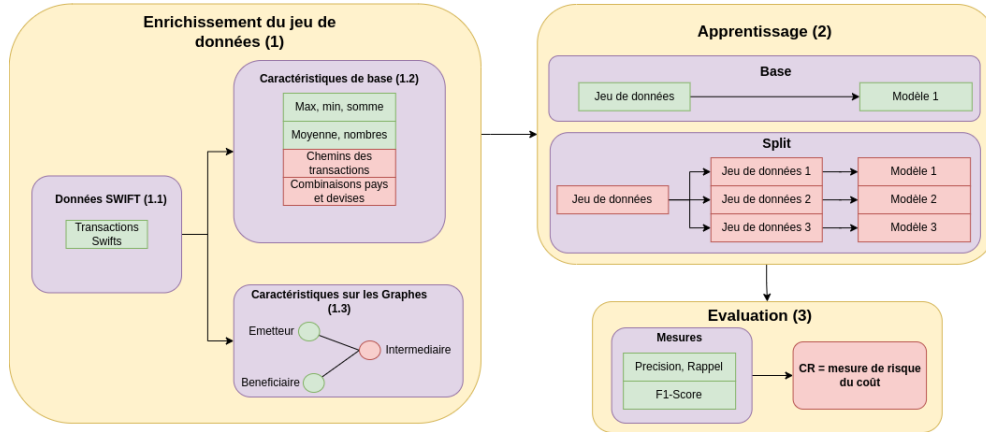 Enrichissement du jeu de
données (1)
Données SWIFT (1.1)
Transactions
Swifts
Caractéristiques de base (1.2)
Max, min, somme
Moyenne, nombres
Chemins des
transactions
Combinaisons pays
et devises
Caractéristiques sur les Graphes
(1.3)
Emetteur
Intermediaire
Beneficiaire
Apprentissage (2)
Base
Jeu de données
Modèle 1
Split
Jeu de données
Jeu de données 1
Modèle 1
Jeu de données 2
Modèle 2
Jeu de données 3
Modèle 3
Evaluation (3)
Mesures
Precision, Rappel
F1-Score
CR = mesure de risque
du coût